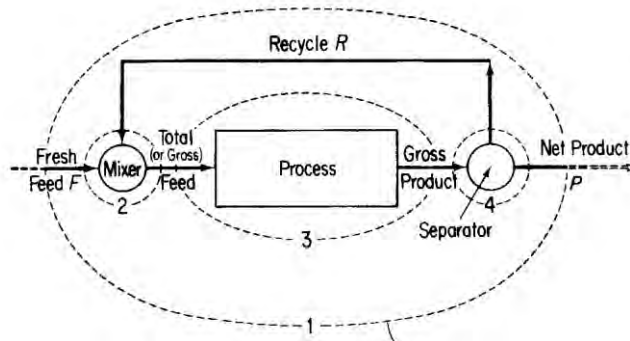 Recycle R
Fresh
Feed F
Mixer
2
Total
(or Gross)
Feed
Process
3
Gross
Product
4
Separator
Net Product
P
1